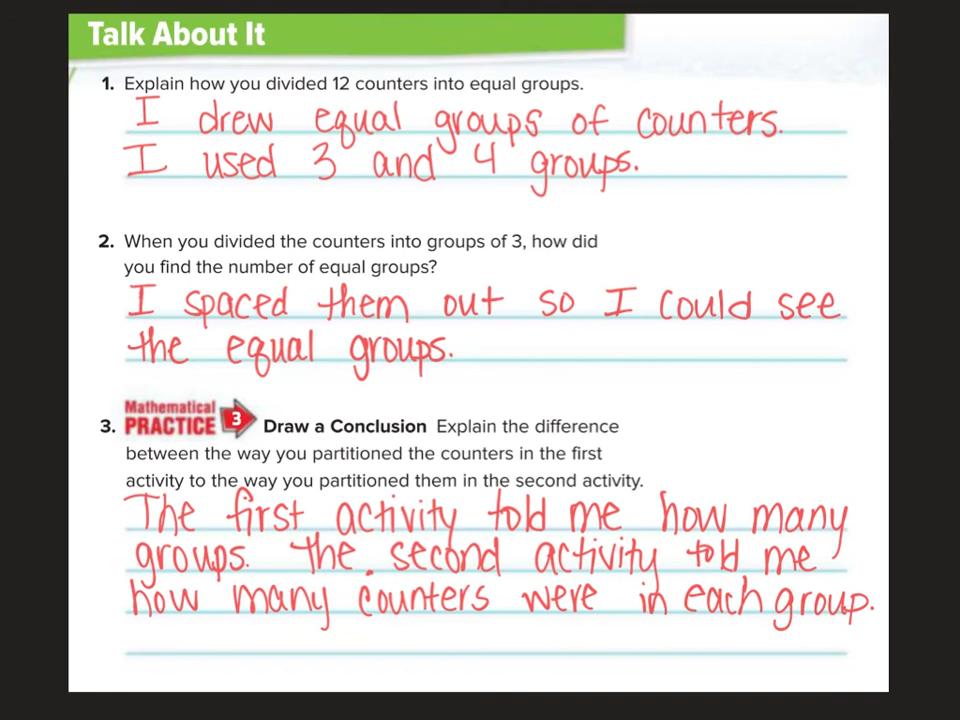 Talk About It
1. Explain how you divided 12 counters into equal groups.
I drew equal groups of counters.
I used 3 and 4 groups.
2. When you divided the counters into groups of 3, how did
you find the number of equal groups?
I spaced them out so I could see
the equal groups.
3. Mathematical PRACTICE 3 Draw a Conclusion Explain the difference
between the way you partitioned the counters in the first
activity to the way you partitioned them in the second activity.
The first activity told me how many
groups. The second activity told me
how many counters were in each group.